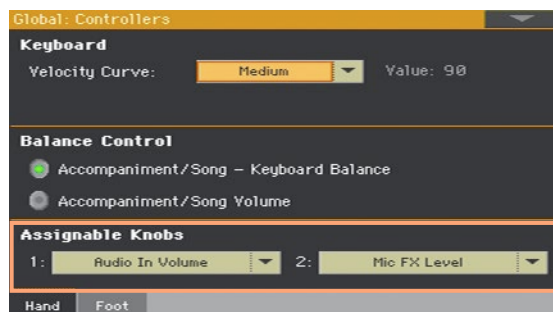 Global: Controllers
Keyboard
Velocity Curve: Medium Value: 90
Balance Control
Accompaniment/Song - Keyboard Balance
Accompaniment/Song Volume
Assignable Knobs
1: Audio In Volume 2: Mic FX Level
Hand Foot